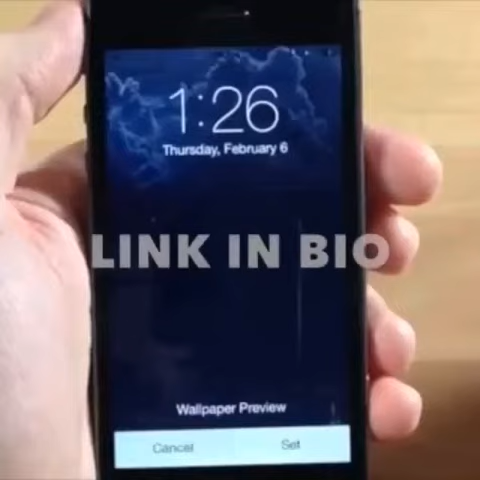 1:26
Thursday, February 6
LINK IN BIO
Wallpaper Preview
Cancel Set